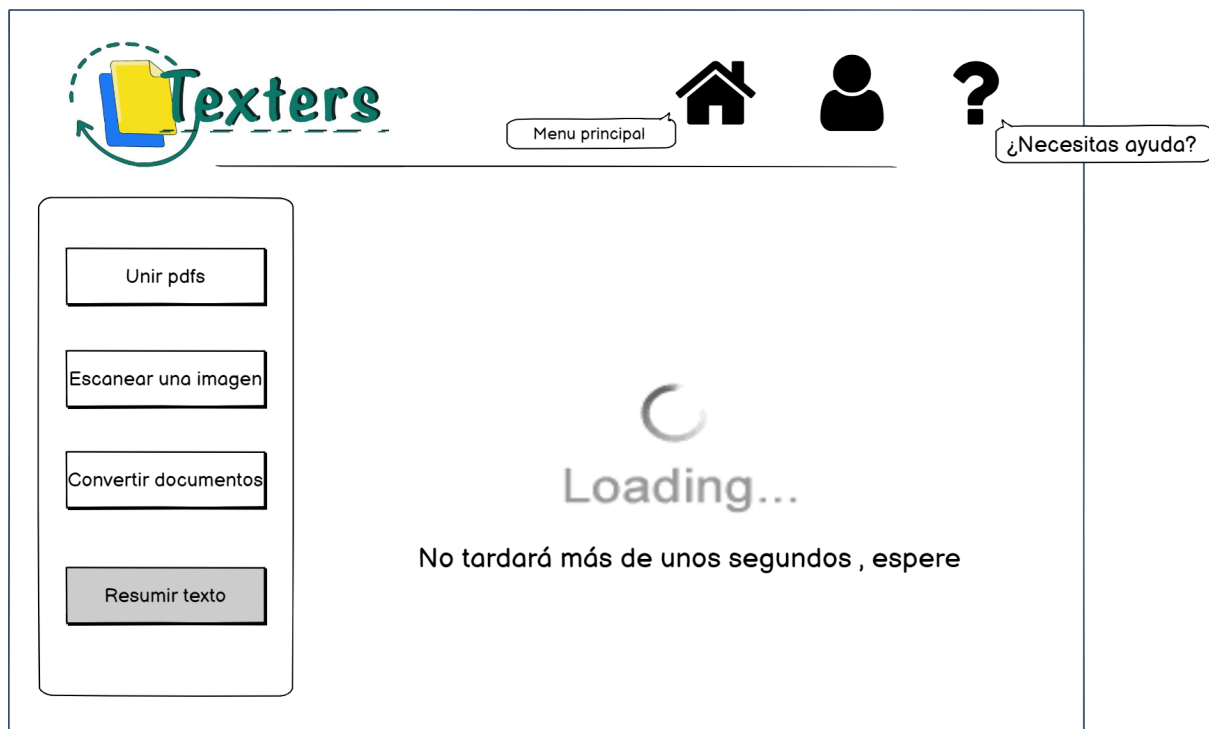 Texters
Menu principal
¿Necesitas ayuda?
Unir pdfs
Escanear una imagen
Convertir documentos
Resumir texto
Loading...
No tardará más de unos segundos , espere